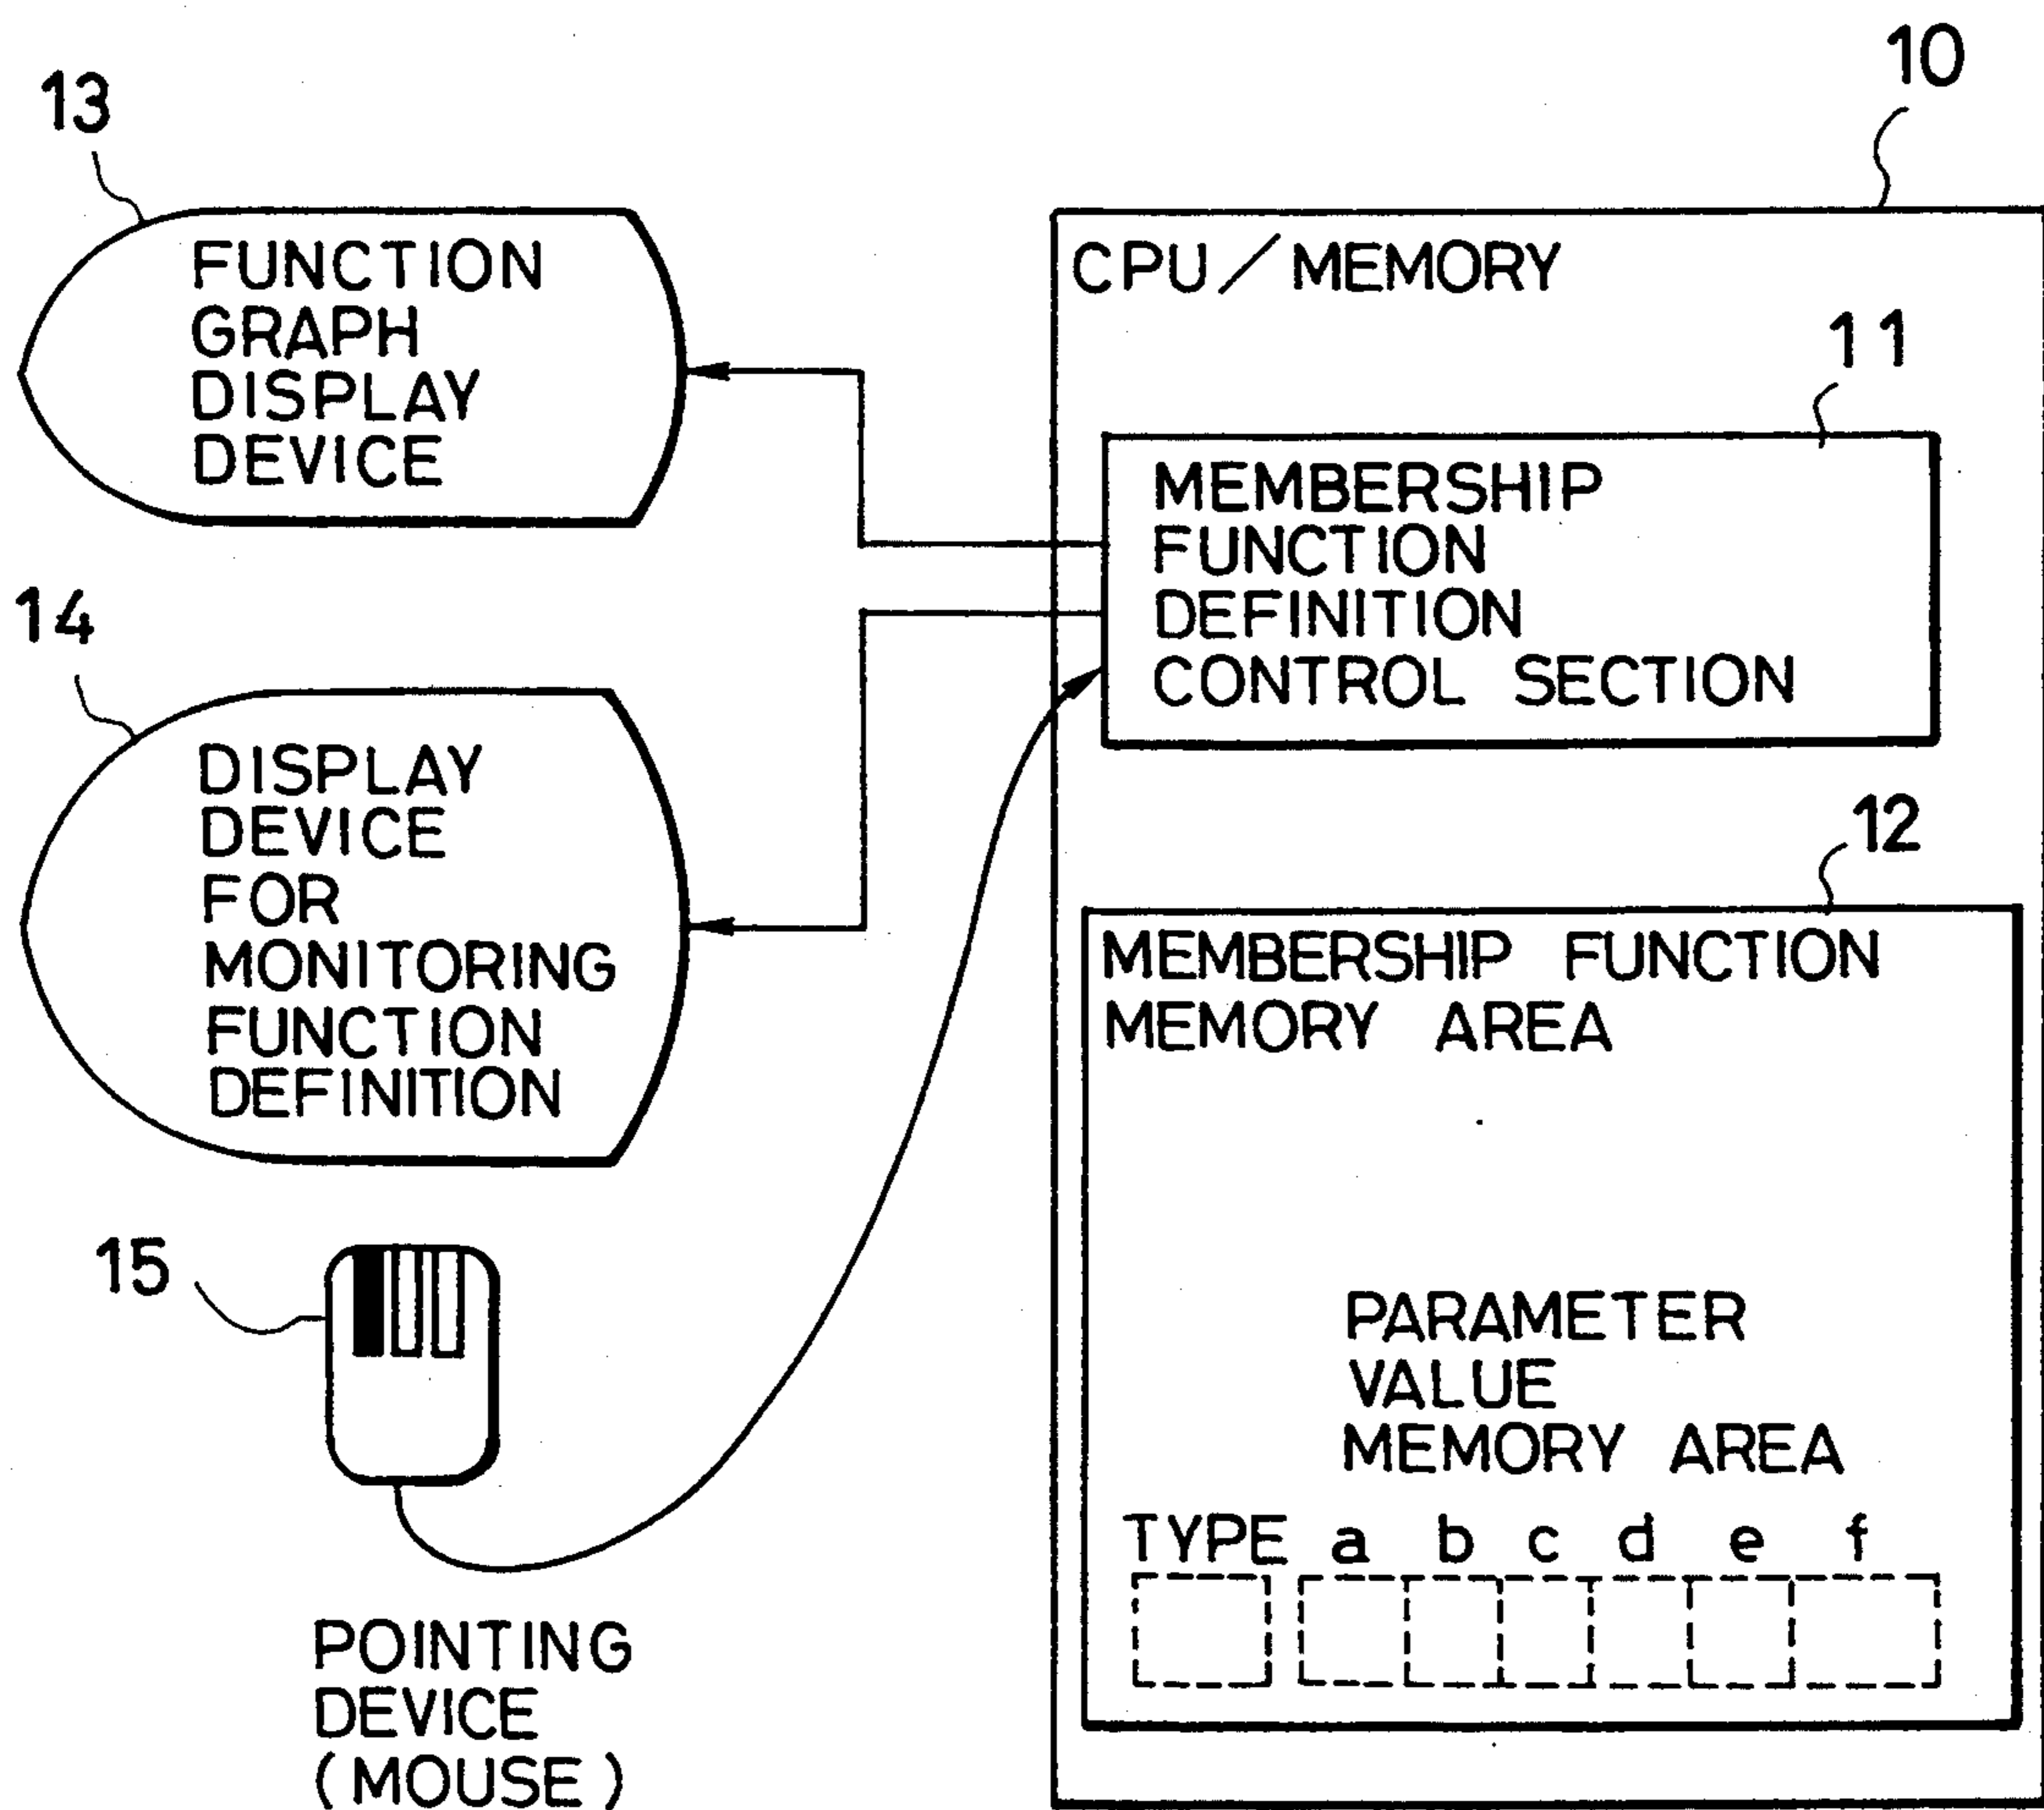 10
13
FUNCTION
GRAPH
DISPLAY
DEVICE
CPU/MEMORY
11
MEMBERSHIP
FUNCTION
DEFINITION
CONTROL SECTION
14
DISPLAY
DEVICE
FOR
MONITORING
FUNCTION
DEFINITION
12
MEMBERSHIP FUNCTION
MEMORY AREA
PARAMETER
VALUE
MEMORY AREA
TYPE a b c d e f
15
POINTING
DEVICE
(MOUSE)